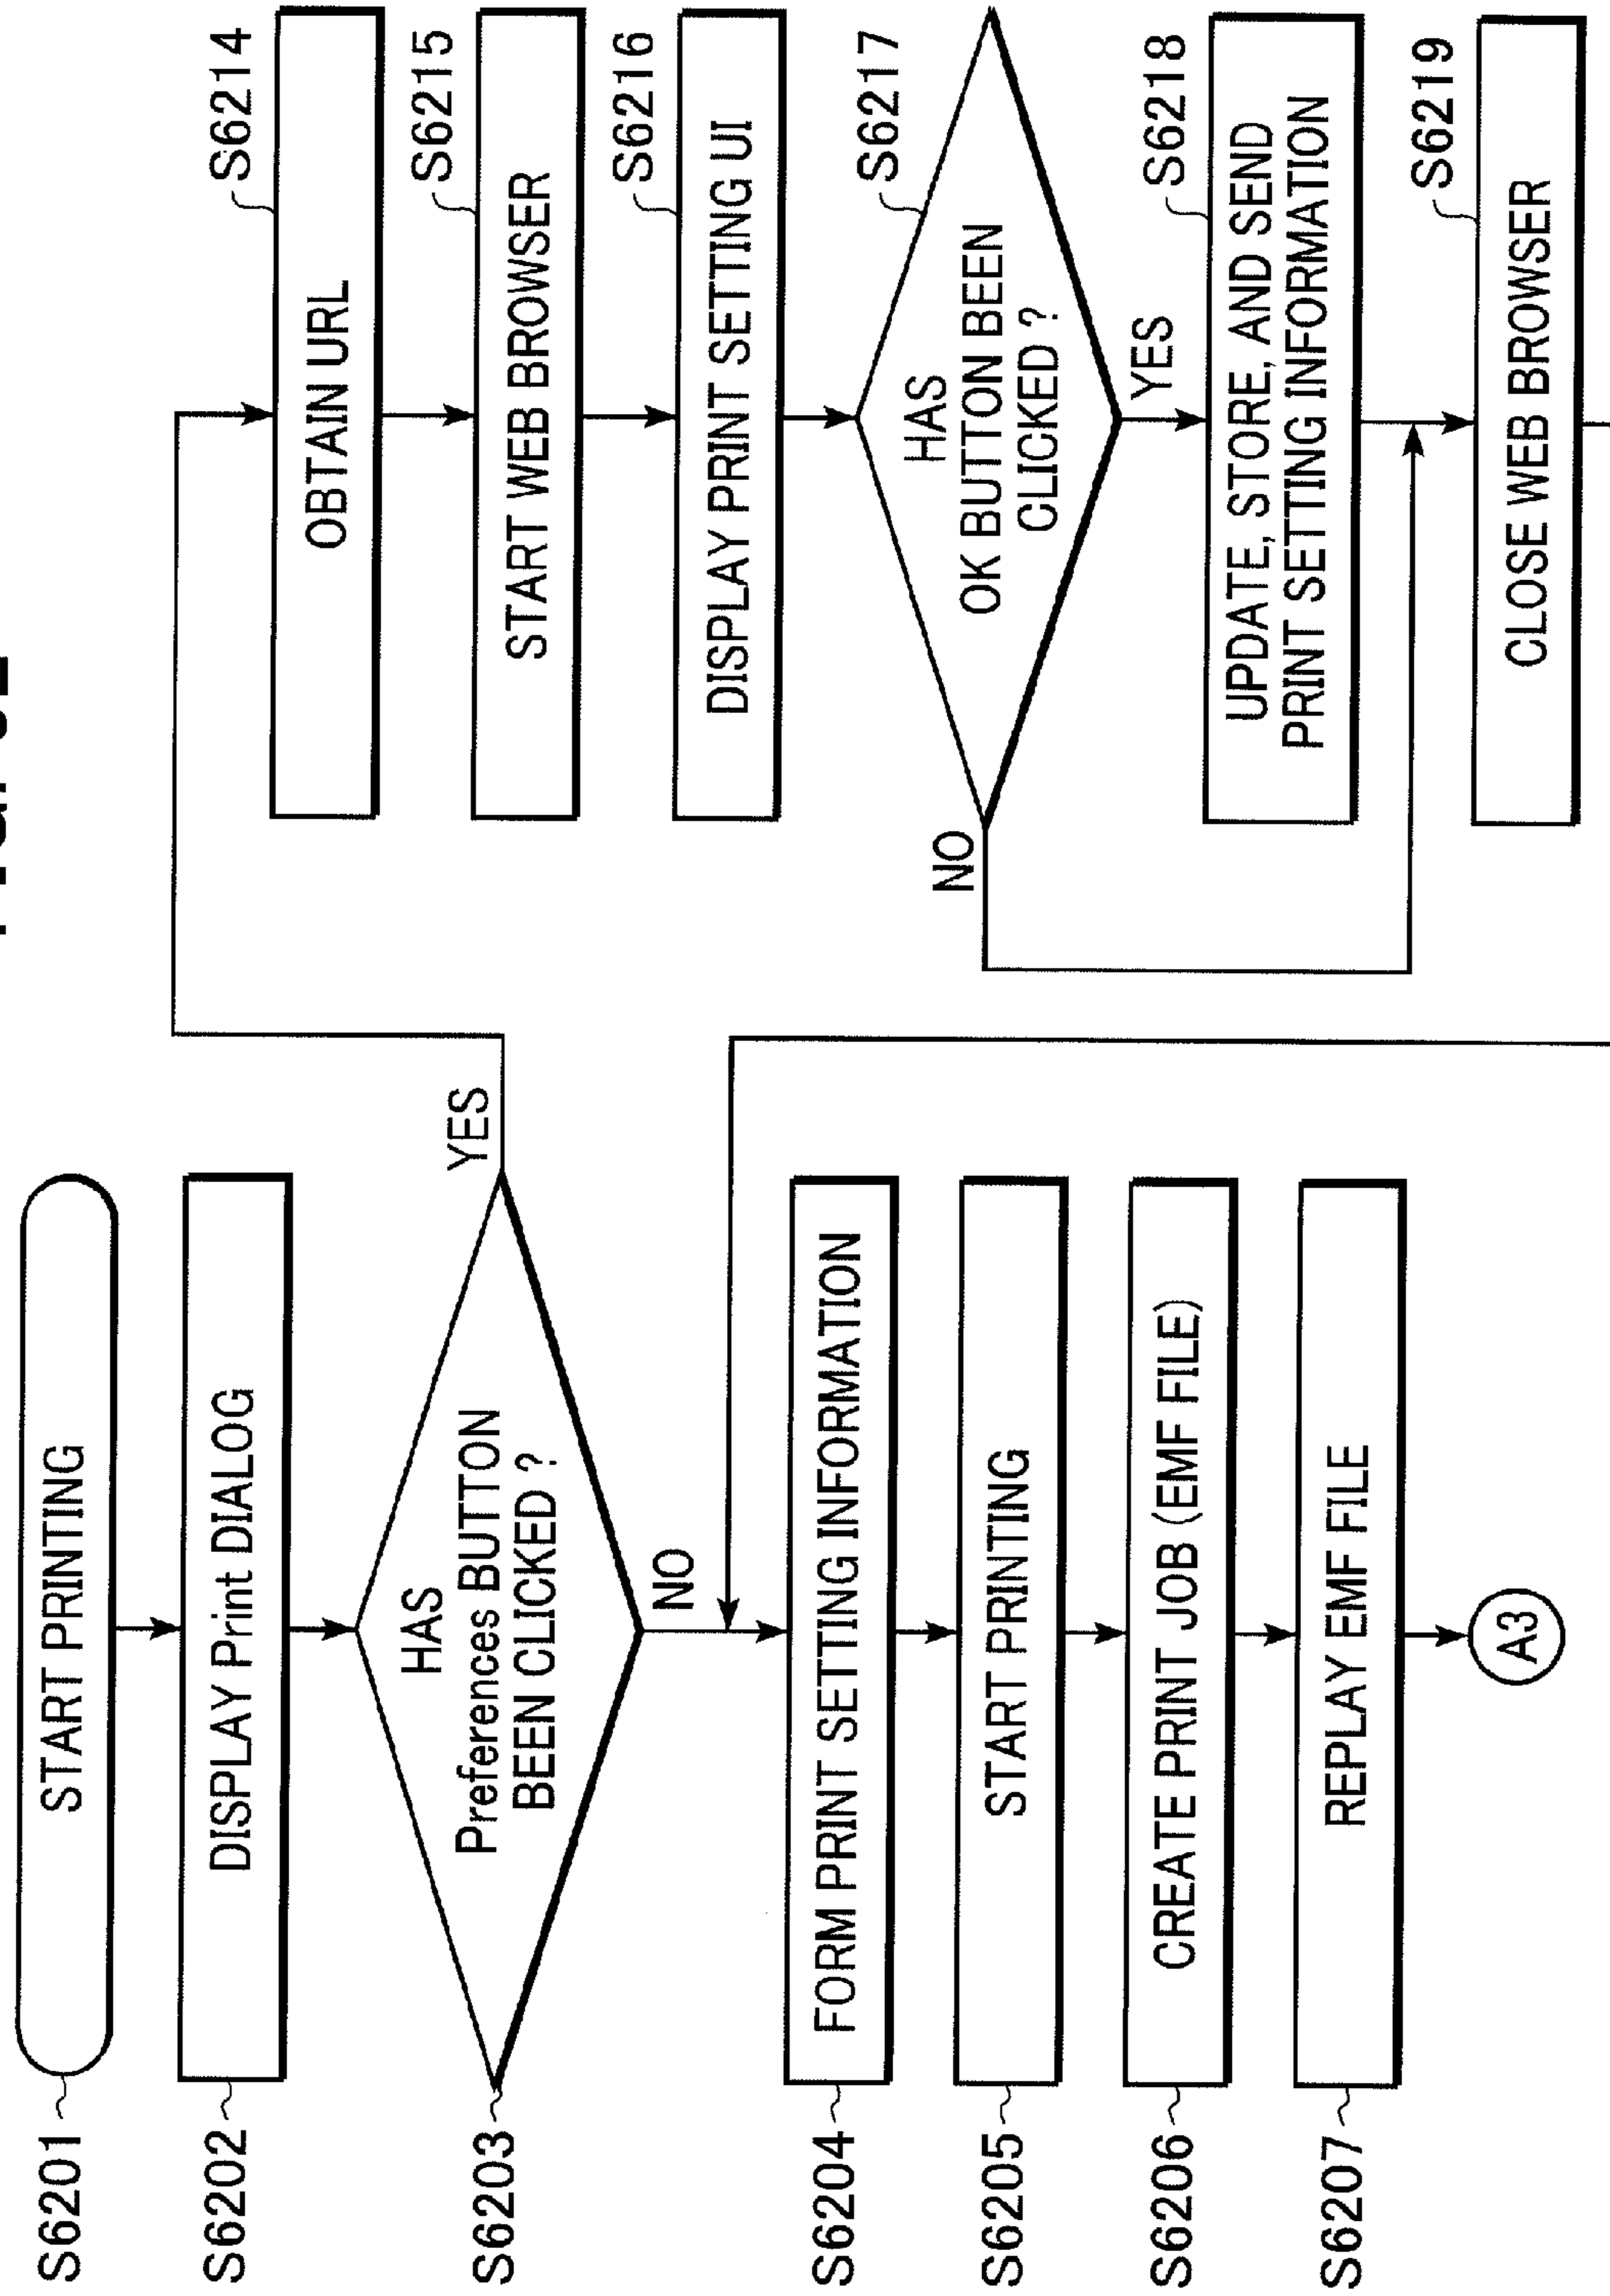 S6201
START PRINTING
S6202
DISPLAY Print DIALOG
S6203
HAS
Preferences BUTTON
BEEN CLICKED ?
YES
NO
S6204
FORM PRINT SETTING INFORMATION
S6205
START PRINTING
S6206
CREATE PRINT JOB (EMF FILE)
S6207
REPLAY EMF FILE
A3
S6214
OBTAIN URL
S6215
START WEB BROWSER
S6216
DISPLAY PRINT SETTING UI
S6217
HAS
OK BUTTON BEEN
CLICKED ?
NO
YES
S6218
UPDATE, STORE, AND SEND
PRINT SETTING INFORMATION
S6219
CLOSE WEB BROWSER